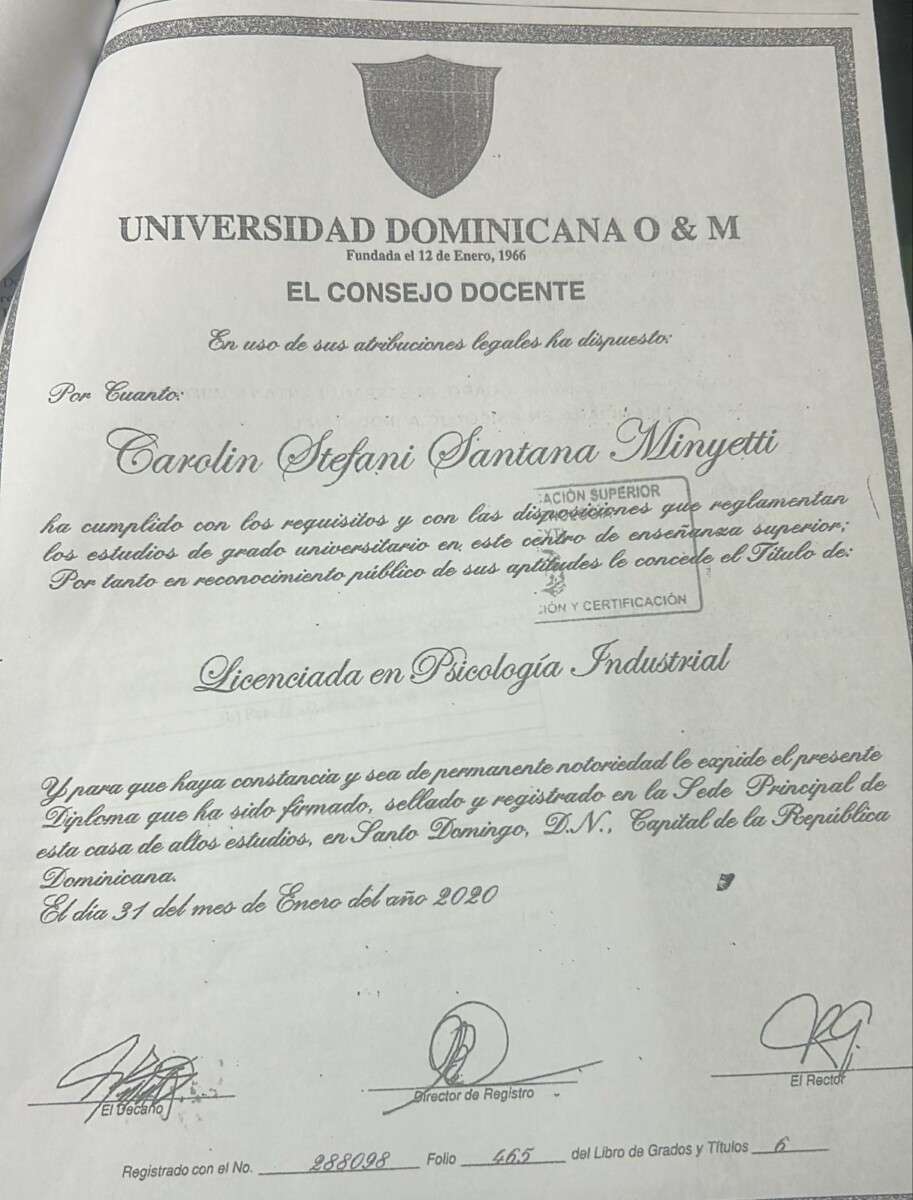 UNIVERSIDAD DOMINICANA O & M
Fundada el 12 de Enero, 1966
EL CONSEJO DOCENTE
En uso de sus atribuciones legales ha dispuesto:
Por Cuanto:
Carolin Stefani Santana Minyetti
ha cumplido con los requisitos y con las disposiciones que reglamentan
los estudios de grado universitario en este centro de enseñanza superior;
Por tanto en reconocimiento público de sus aptitudes le concede el Título de:
ACIÓN SUPERIOR
IÓN Y CERTIFICACIÓN
Licenciada en Psicología Industrial
Y para que haya constancia y sea de permanente notoriedad le expide el presente
Diploma que ha sido firmado, sellado y registrado en la Sede Principal de
esta casa de altos estudios, en Santo Domingo, D.N., Capital de la República
Dominicana.
El día 31 del mes de Enero del año 2020
El Decano
Director de Registro
El Rector
Registrado con el No. 288098 Folio 465 del Libro de Grados y Títulos 6